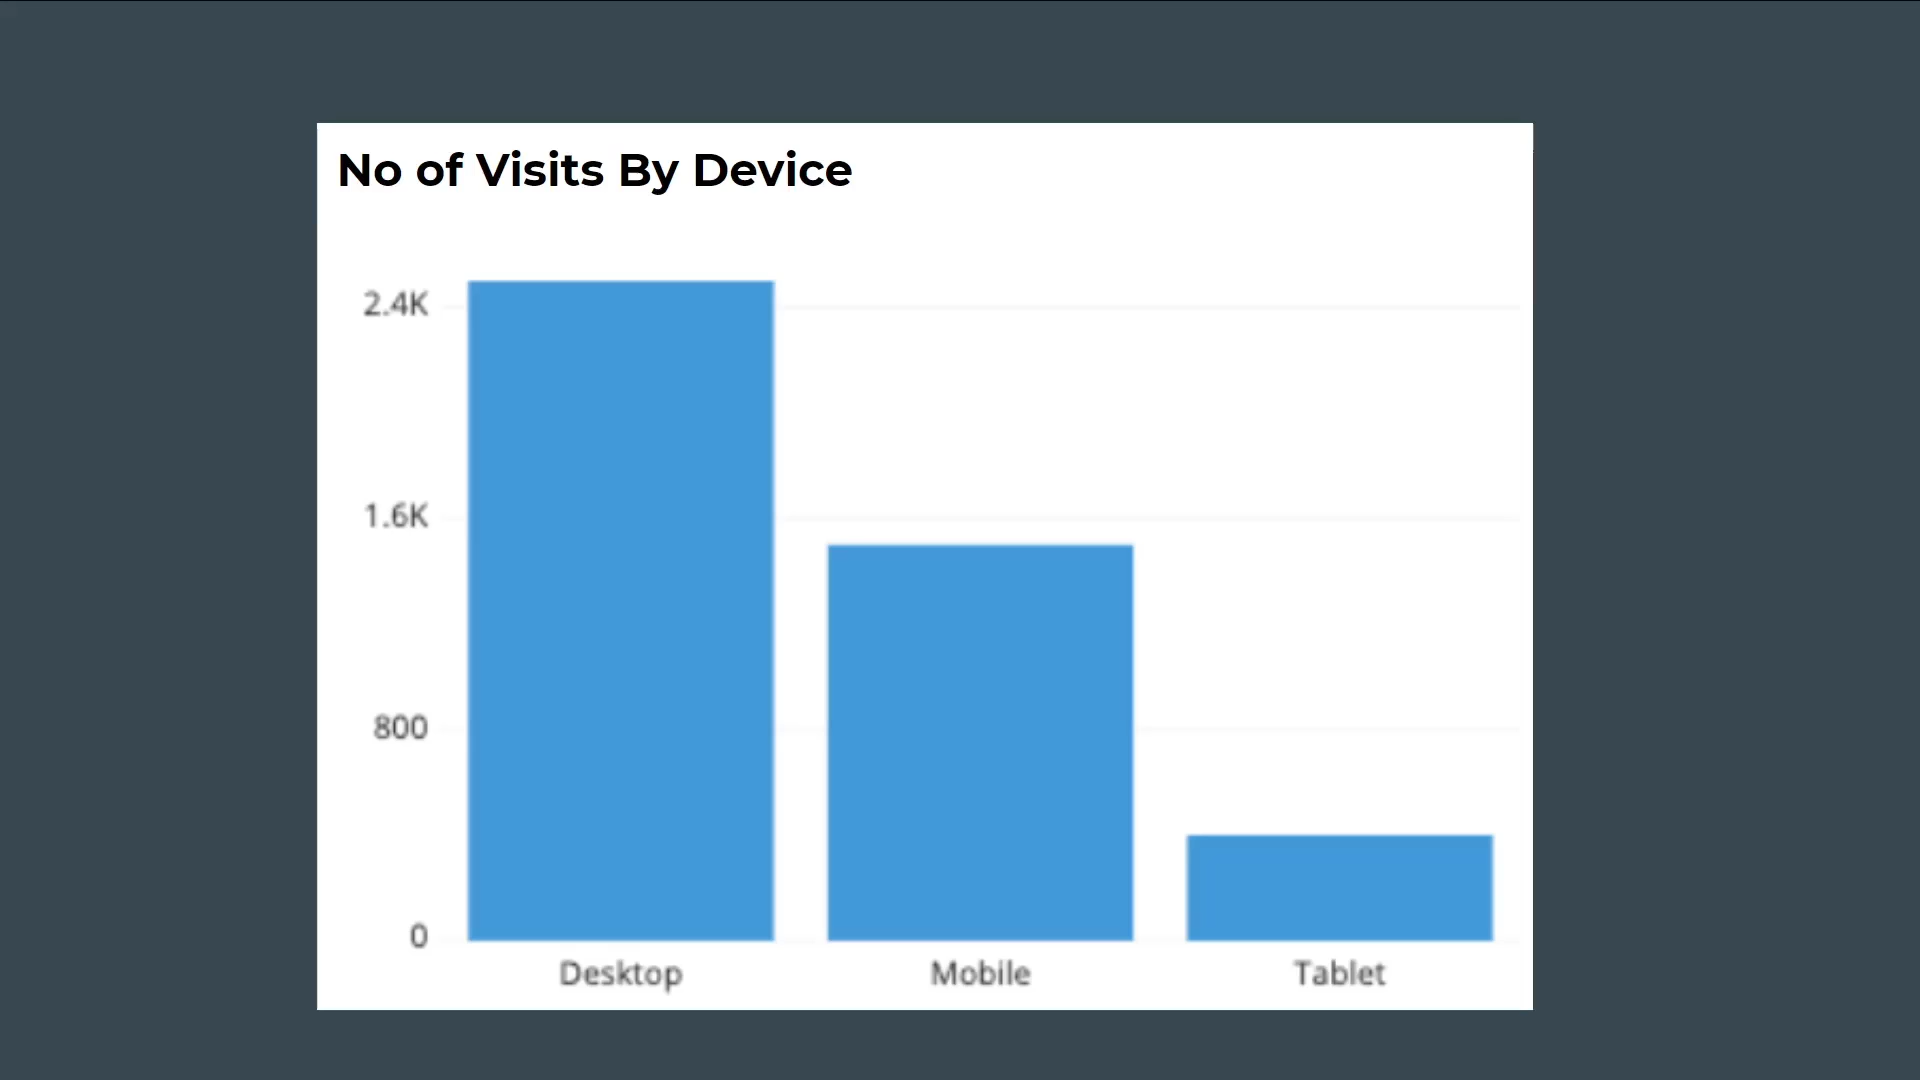 No of Visits By Device
2.4K
1.6K
800
0
Desktop Mobile Tablet